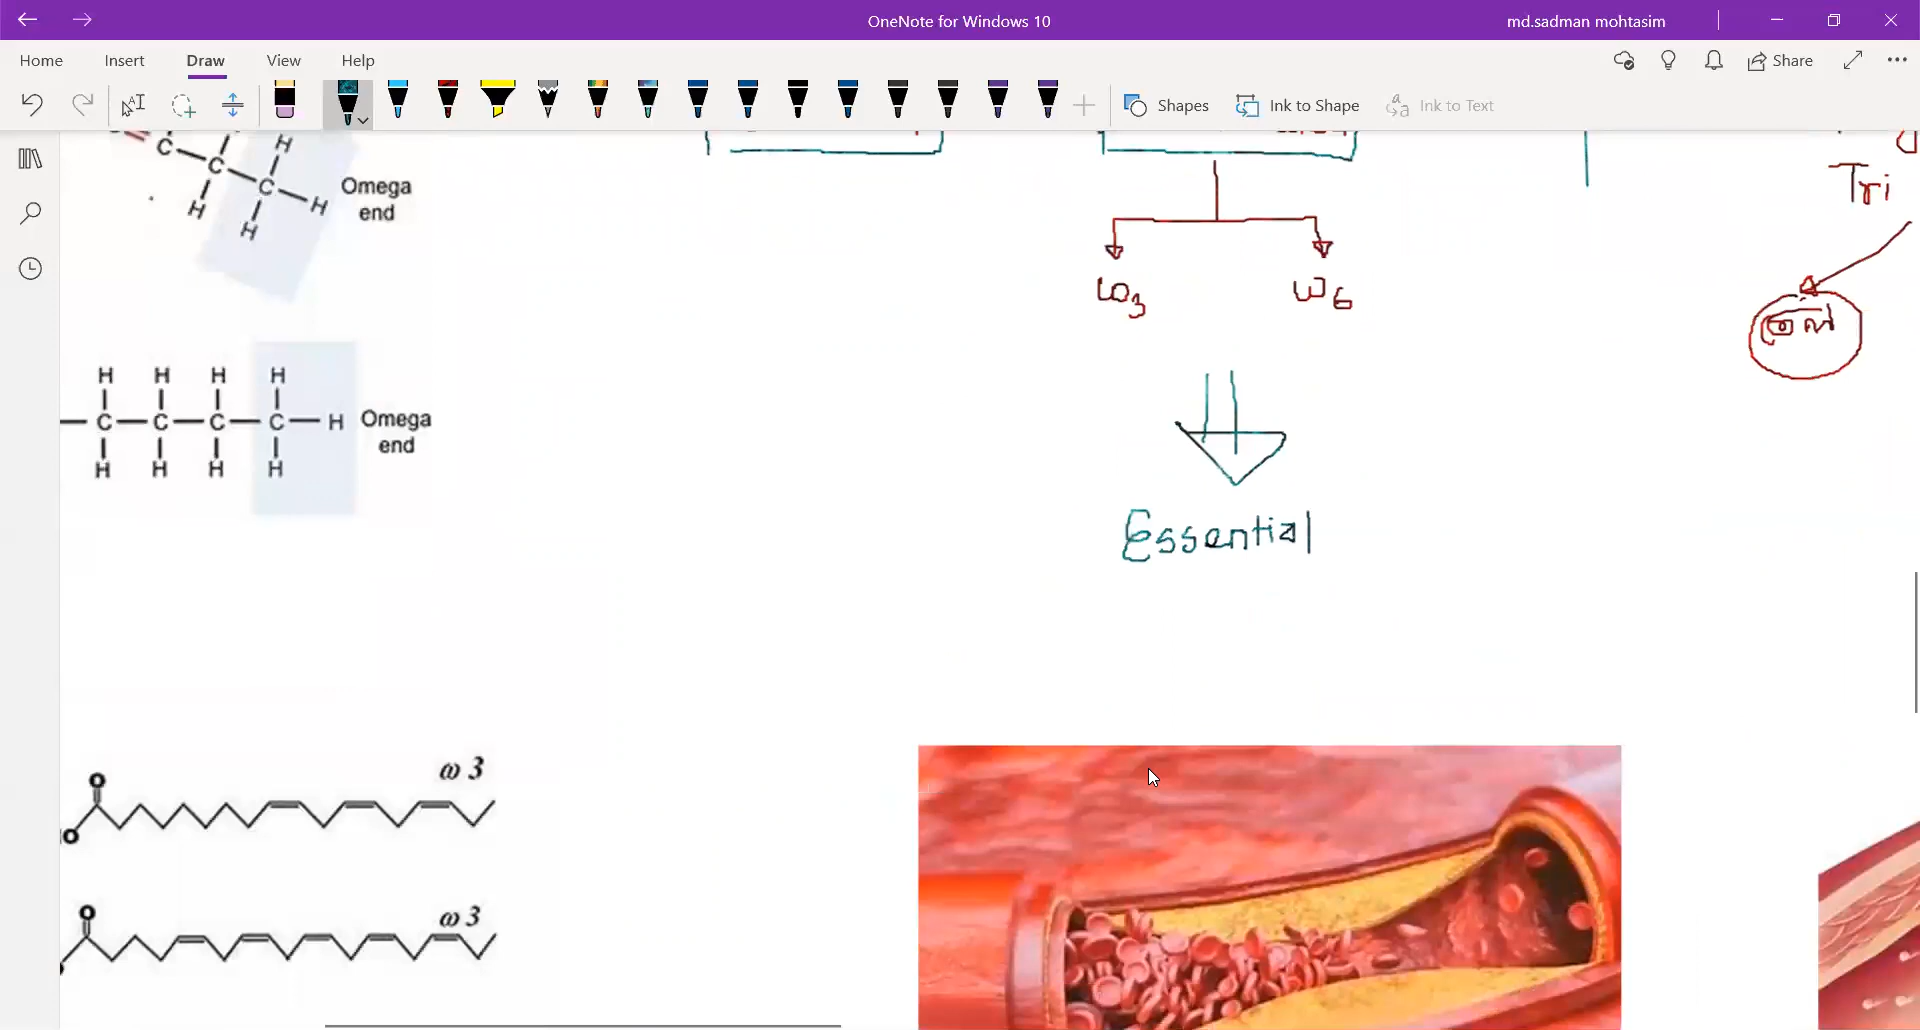 OneNote for Windows 10
md.sadman mohtasim
Home Insert Draw View Help
Share
Shapes Ink to Shape Ink to Text
H
C C
C H
H
H
Omega
end
Tri
ω3 ω6
H H H H
C C C C H
H H H H
Omega
end
Essential
ω 3
O
ω 3
O